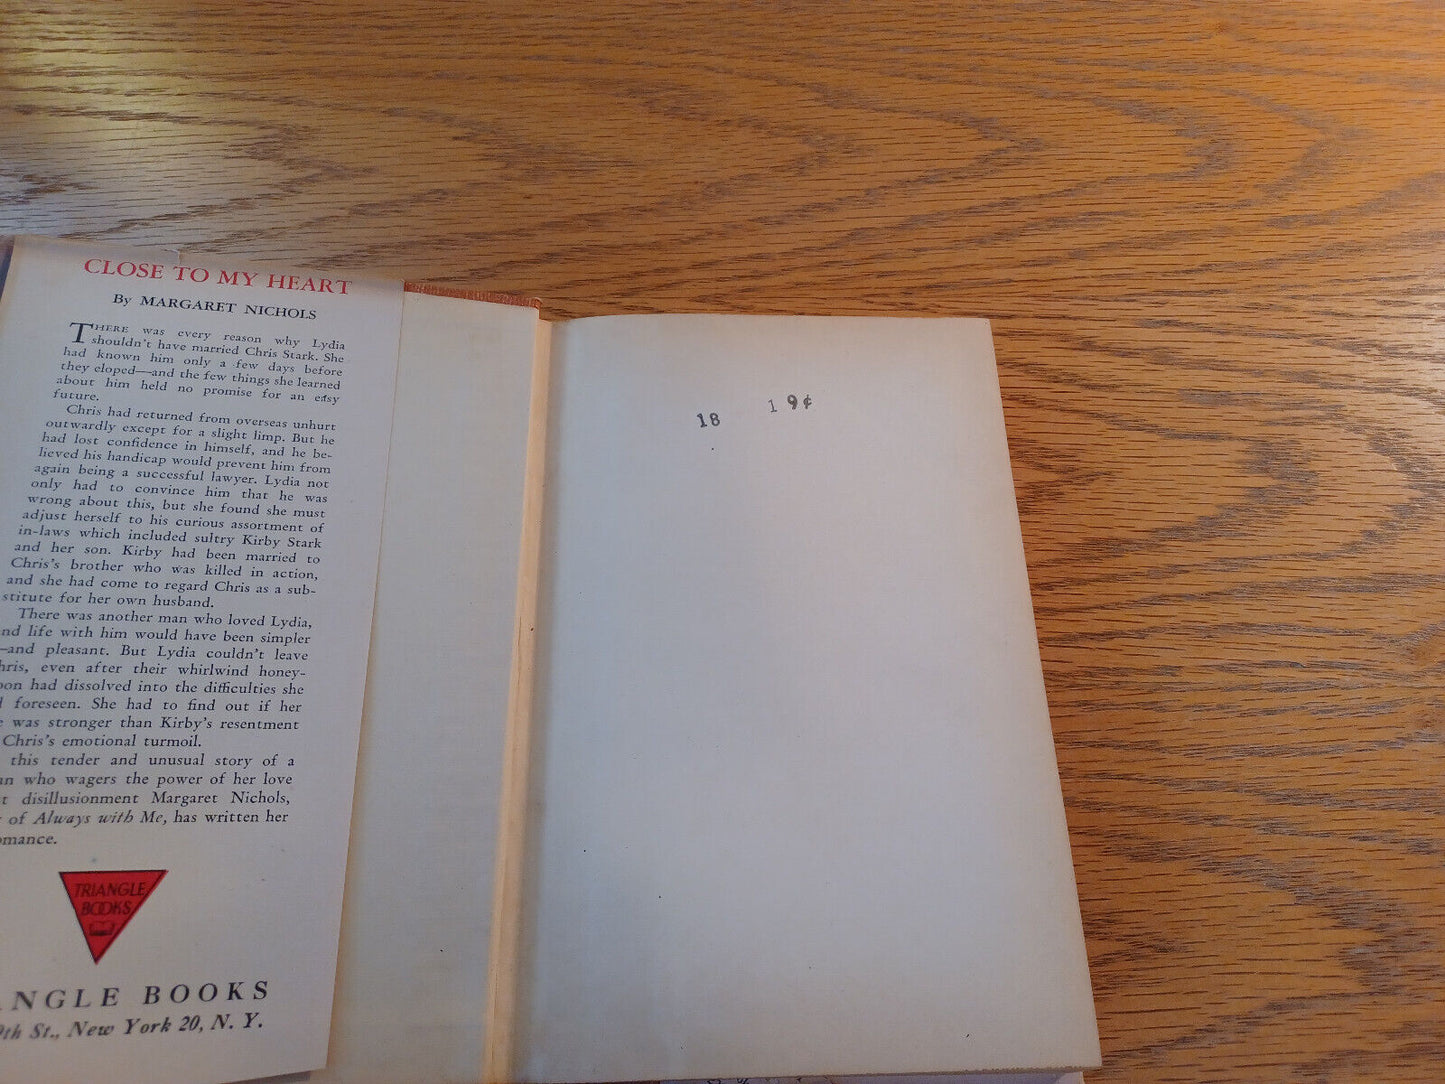 CLOSE TO MY HEART
By MARGARET NICHOLS
THERE was every reason why Lydia
shouldn't have married Chris Stark. She
had known him only a few days before
they eloped—and the few things she learned
about him held no promise for an easy
future.
Chris had returned from overseas unhurt
outwardly except for a slight limp. But he
had lost confidence in himself, and he be-
lieved his handicap would prevent him from
again being a successful lawyer. Lydia not
only had to convince him that he was
wrong about this, but she found she must
adjust herself to his curious assortment of
in-laws which included sultry Kirby Stark
and her son. Kirby had been married to
Chris's brother who was killed in action,
and she had come to regard Chris as a sub-
stitute for her own husband.
There was another man who loved Lydia,
nd life with him would have been simpler
—and pleasant. But Lydia couldn't leave
hris, even after their whirlwind honey-
oon had dissolved into the difficulties she
foreseen. She had to find out if her
was stronger than Kirby's resentment
Chris's emotional turmoil.
this tender and unusual story of a
an who wagers the power of her love
t disillusionment Margaret Nichols,
of Always with Me, has written her
omance.
TRIANGLE
BOOKS
ANGLE BOOKS
9th St., New York 20, N. Y.
18 19¢